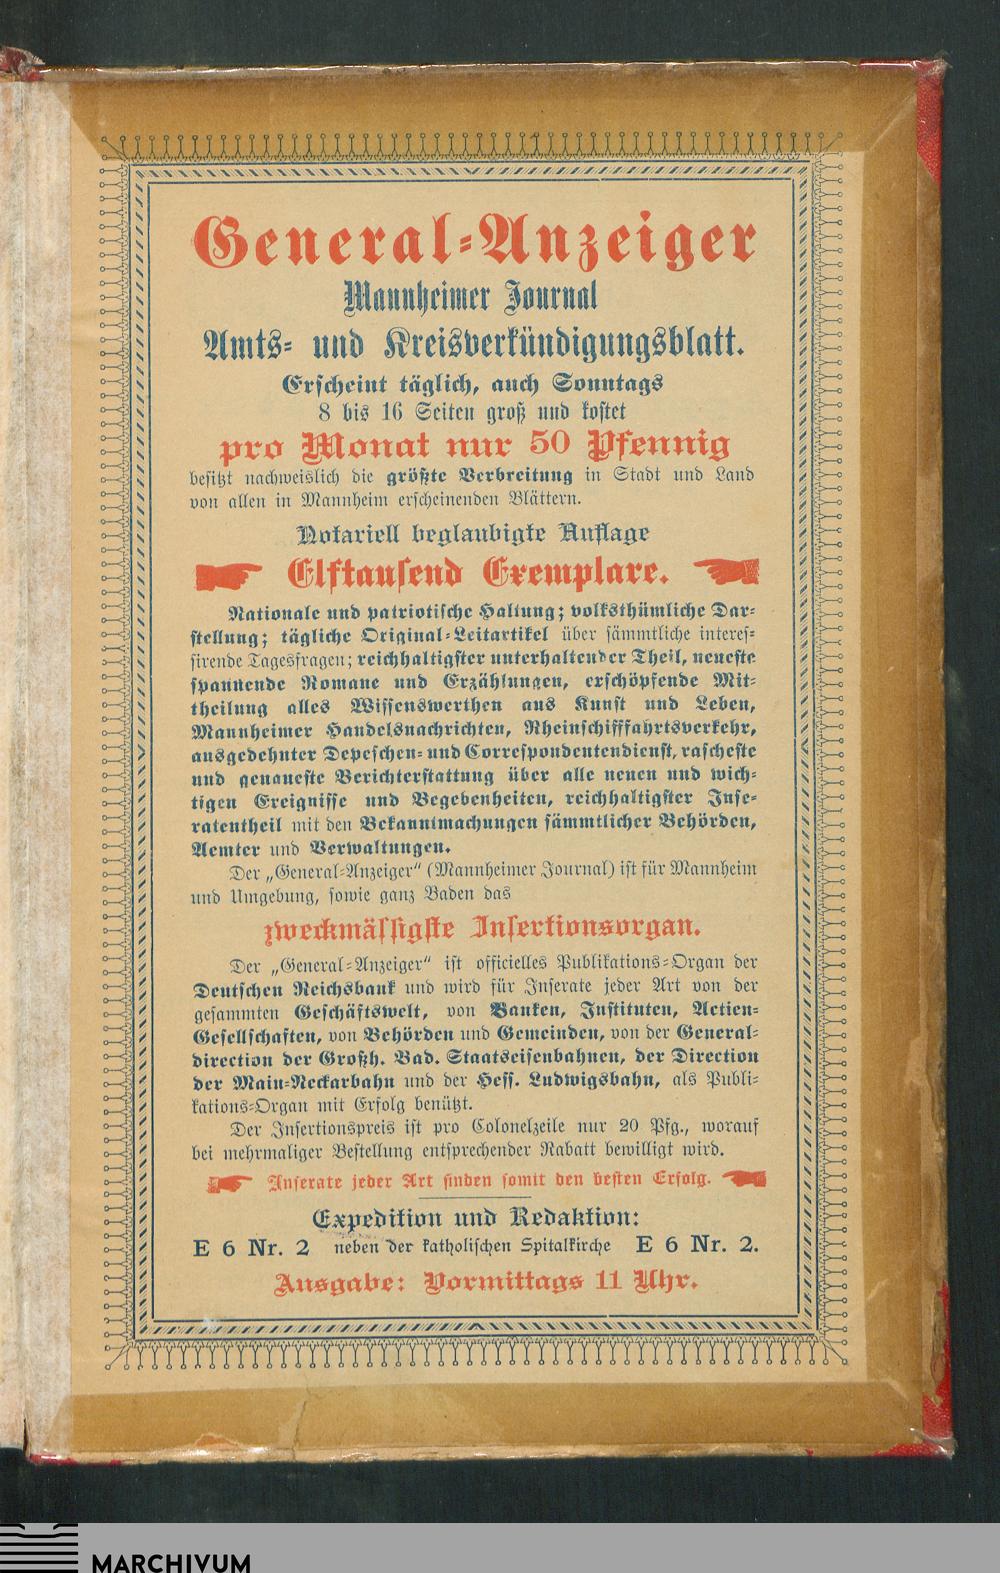 General-Anzeiger
Mannheimer Journal
Amts- und Kreisverkündigungsblatt.
Erscheint täglich, auch Sonntags
8 bis 16 Seiten groß und kostet
pro Monat nur 50 Pfennig
besitzt nachweislich die größte Verbreitung in Stadt und Land
von allen in Mannheim erscheinenden Blättern.
Notariell beglaubigte Auflage
Elftausend Exemplare.
Nationale und patriotische Haltung; volksthümliche Dar-
stellung; tägliche Original-Leitartikel über sämmtliche interes-
sirende Tagesfragen; reichhaltigster unterhaltender Theil, neueste
spannende Romane und Erzählungen, erschöpfende Mit-
theilung alles Wissenswerthen aus Kunst und Leben,
Mannheimer Handelsnachrichten, Rheinschifffahrtsverkehr,
ausgedehnter Depeschen- und Correspondentendienst, rascheste
und genaueste Berichterstattung über alle neuen und wich-
tigen Ereignisse und Begebenheiten, reichhaltigster Inse-
ratentheil mit den Bekanntmachungen sämmtlicher Behörden,
Aemter und Verwaltungen.
Der „General-Anzeiger“ (Mannheimer Journal) ist für Mannheim
und Umgebung, sowie ganz Baden das
zweckmässigste Insertionsorgan.
Der „General-Anzeiger“ ist officielles Publikations-Organ der
Deutschen Reichsbank und wird für Inserate jeder Art von der
gesammten Geschäftswelt, von Banken, Instituten, Actien-
Gesellschaften, von Behörden und Gemeinden, von der General-
direction der Großh. Bad. Staatseisenbahnen, der Direction
der Main-Neckarbahn und der Hess. Ludwigsbahn, als Publi-
kations-Organ mit Erfolg benützt.
Der Insertionspreis ist pro Colonelzeile nur 20 Pfg., worauf
bei mehrmaliger Bestellung entsprechender Rabatt bewilligt wird.
Inserate jeder Art finden somit den besten Erfolg.
Expedition und Redaktion:
E 6 Nr. 2 neben der katholischen Spitalkirche E 6 Nr. 2.
Ausgabe: Vormittags 11 Uhr.
MARCHIVUM